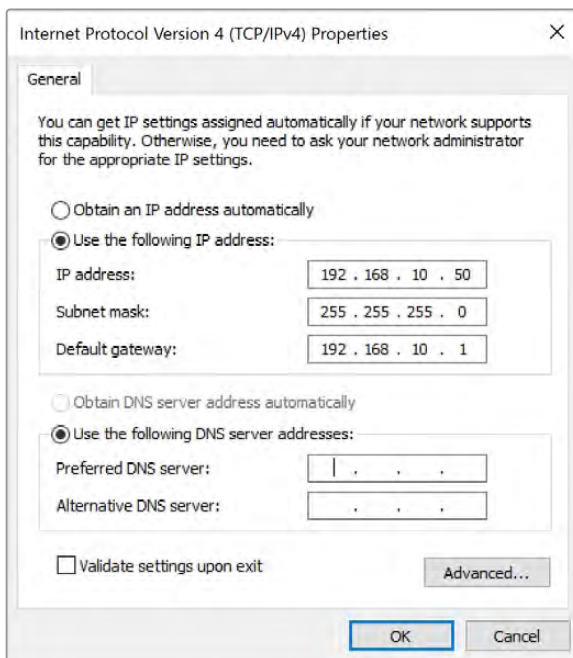 Internet Protocol Version 4 (TCP/IPv4) Properties
General
You can get IP settings assigned automatically if your network supports
this capability. Otherwise, you need to ask your network administrator
for the appropriate IP settings.
Obtain an IP address automatically
Use the following IP address:
IP address: 192 . 168 . 10 . 50
Subnet mask: 255 . 255 . 255 . 0
Default gateway: 192 . 168 . 10 . 1
Obtain DNS server address automatically
Use the following DNS server addresses:
Preferred DNS server: . . .
Alternative DNS server: . . .
Validate settings upon exit
Advanced...
OK Cancel